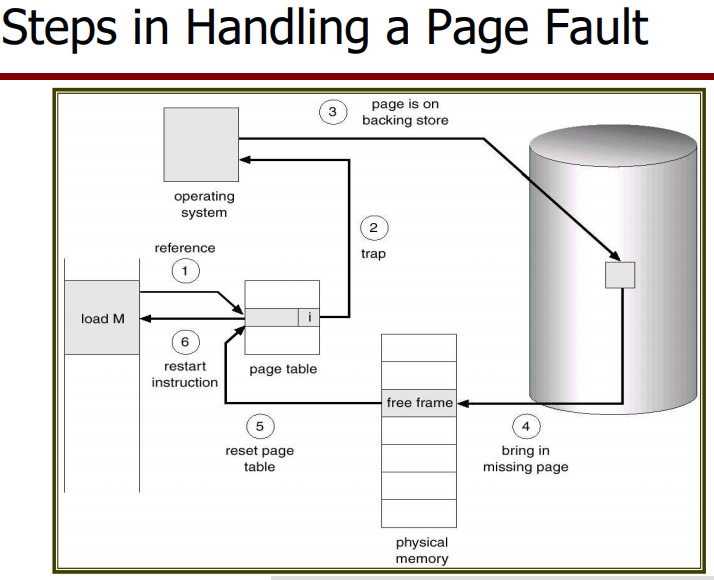 Steps in Handling a Page Fault
3
page is on
backing store
operating
system
2
trap
reference
1
load M
i
6
restart
instruction
page table
free frame
5
reset page
table
4
bring in
missing page
physical
memory